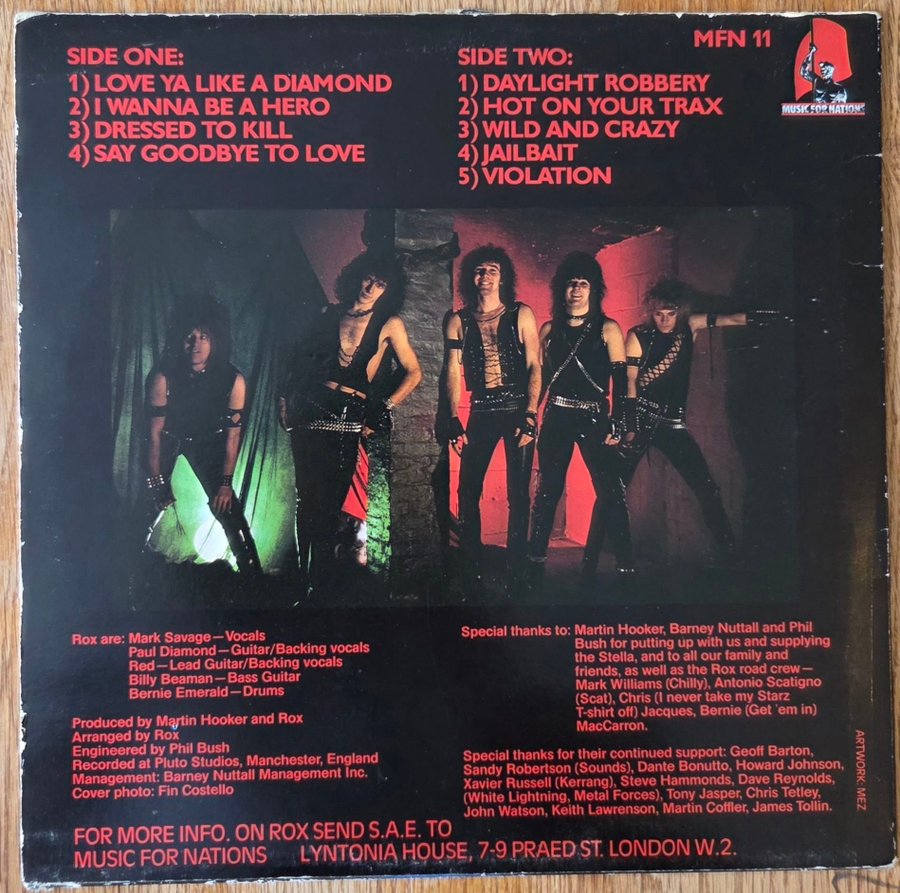 SIDE ONE:
1) LOVE YA LIKE A DIAMOND
2) I WANNA BE A HERO
3) DRESSED TO KILL
4) SAY GOODBYE TO LOVE
SIDE TWO:
1) DAYLIGHT ROBBERY
2) HOT ON YOUR TRAX
3) WILD AND CRAZY
4) JAILBAIT
5) VIOLATION
MFN 11
MUSIC FOR NATIONS
Rox are: Mark Savage—Vocals
Paul Diamond—Guitar/Backing vocals
Red—Lead Guitar/Backing vocals
Billy Beaman—Bass Guitar
Bernie Emerald—Drums
Produced by Martin Hooker and Rox
Arranged by Rox
Engineered by Phil Bush
Recorded at Pluto Studios, Manchester, England
Management: Barney Nuttall Management Inc.
Cover photo: Fin Costello
Special thanks to: Martin Hooker, Barney Nuttall and Phil
Bush for putting up with us and supplying
the Stella, and to all our family and
friends, as well as the Rox road crew—
Mark Williams (Chilly), Antonio Scatigno
(Scat), Chris (I never take my Starz
T-shirt off) Jacques, Bernie (Get 'em in)
MacCarron.
Special thanks for their continued support: Geoff Barton,
Sandy Robertson (Sounds), Dante Bonutto, Howard Johnson,
Xavier Russell (Kerrang), Steve Hammonds, Dave Reynolds,
(White Lightning, Metal Forces), Tony Jasper, Chris Tetley,
John Watson, Keith Lawrenson, Martin Coffler, James Tollin.
ARTWORK: MEZ
FOR MORE INFO. ON ROX SEND S.A.E. TO
MUSIC FOR NATIONS LYNTONIA HOUSE, 7-9 PRAED ST. LONDON W.2.